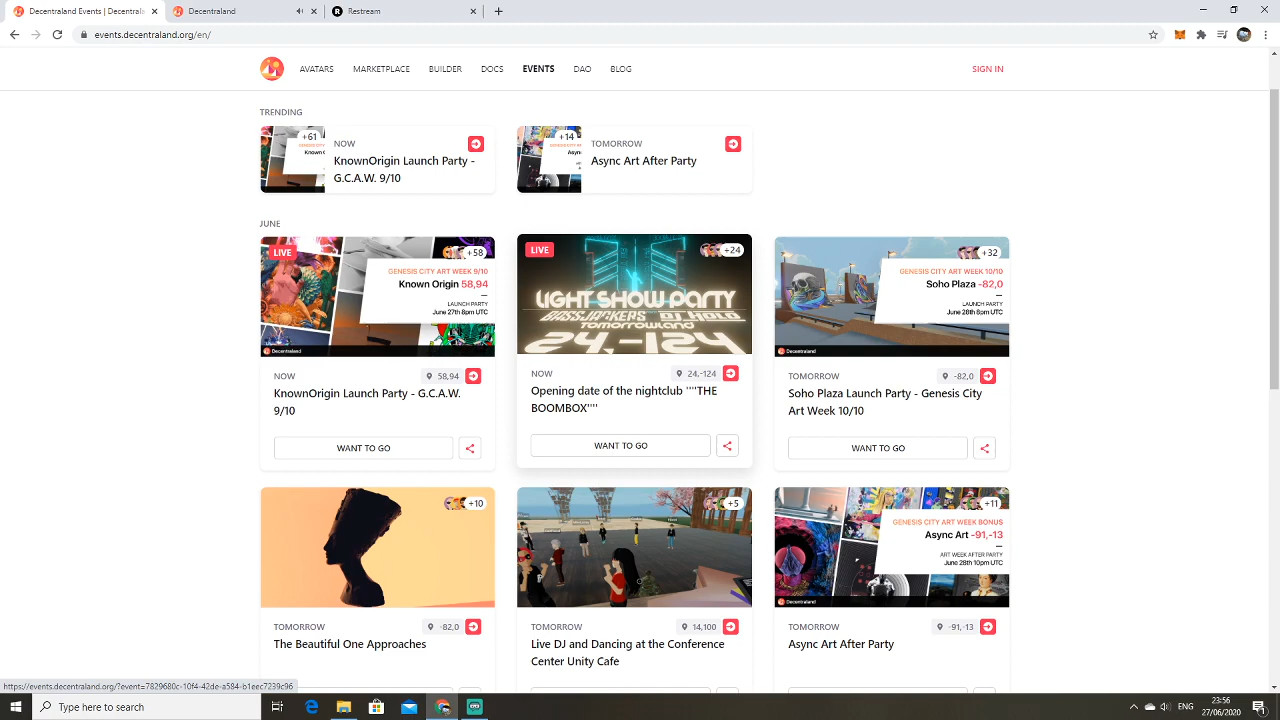 Decentraland Events
Decentraland
Restream
events.decentraland.org/en/
AVATARS
MARKETPLACE
BUILDER
DOCS
EVENTS
DAO
BLOG
SIGN IN
TRENDING
+61
NOW
KnownOrigin Launch Party -
G.C.A.W. 9/10
+14
TOMORROW
Async Art After Party
JUNE
LIVE
+58
GENESIS CITY ART WEEK 9/10
Known Origin 58,94
LAUNCH PARTY
June 27th 8pm UTC
Decentraland
NOW
58,94
KnownOrigin Launch Party - G.C.A.W.
9/10
WANT TO GO
LIVE
+24
LIGHT SHOW PARTY
BASSJACKERS DJ HOLO
TOMORROWLAND
24,-124
NOW
24,-124
Opening date of the nightclub ''''THE
BOOMBOX''''
WANT TO GO
+32
GENESIS CITY ART WEEK 10/10
Soho Plaza -82,0
LAUNCH PARTY
June 28th 8pm UTC
Decentraland
TOMORROW
-82,0
Soho Plaza Launch Party - Genesis City
Art Week 10/10
WANT TO GO
+10
TOMORROW
-82,0
The Beautiful One Approaches
+5
TOMORROW
14,100
Live DJ and Dancing at the Conference
Center Unity Cafe
+11
GENESIS CITY ART WEEK BONUS
Async Art -91,-13
ART WEEK AFTER PARTY
June 28th 10pm UTC
Decentraland
TOMORROW
-91,-13
Async Art After Party
https://events.decentraland.org/?event=7829680c-10f4-42de-a584-b1eec7239c96
Type here to search
ENG
23:56
27/06/2020